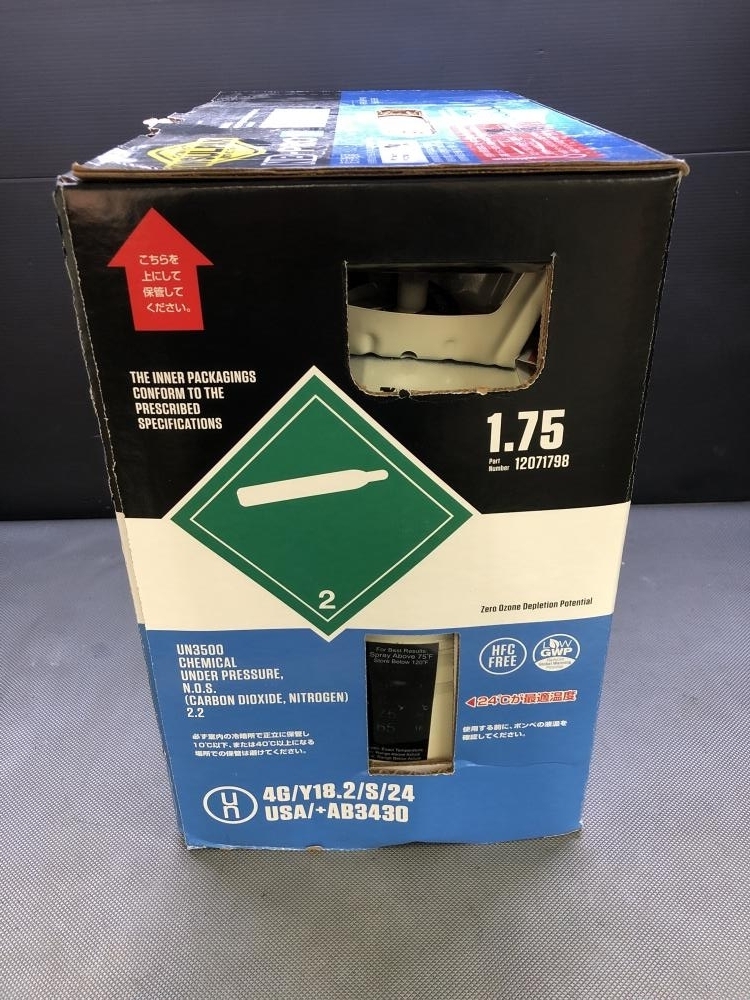 こちらを
上にして
保管して
ください。
THE INNER PACKAGINGS
CONFORM TO THE
PRESCRIBED
SPECIFICATIONS
1.75
Part
Number 12071798
2
Zero Ozone Depletion Potential
UN3500
CHEMICAL
UNDER PRESSURE,
N.O.S.
(CARBON DIOXIDE, NITROGEN)
2.2
For Best Results:
Spray Above 75°F
Store Below 120°F
HFC
FREE
LOW
GWP
24℃が最適温度
必ず室内の冷暗所で正立に保管し
10℃以下、または40℃以上になる
場所での保管は避けてください。
使用する前に、ボンベの液温を
確認してください。
un
4G/Y18.2/S/24
USA/+AB3430